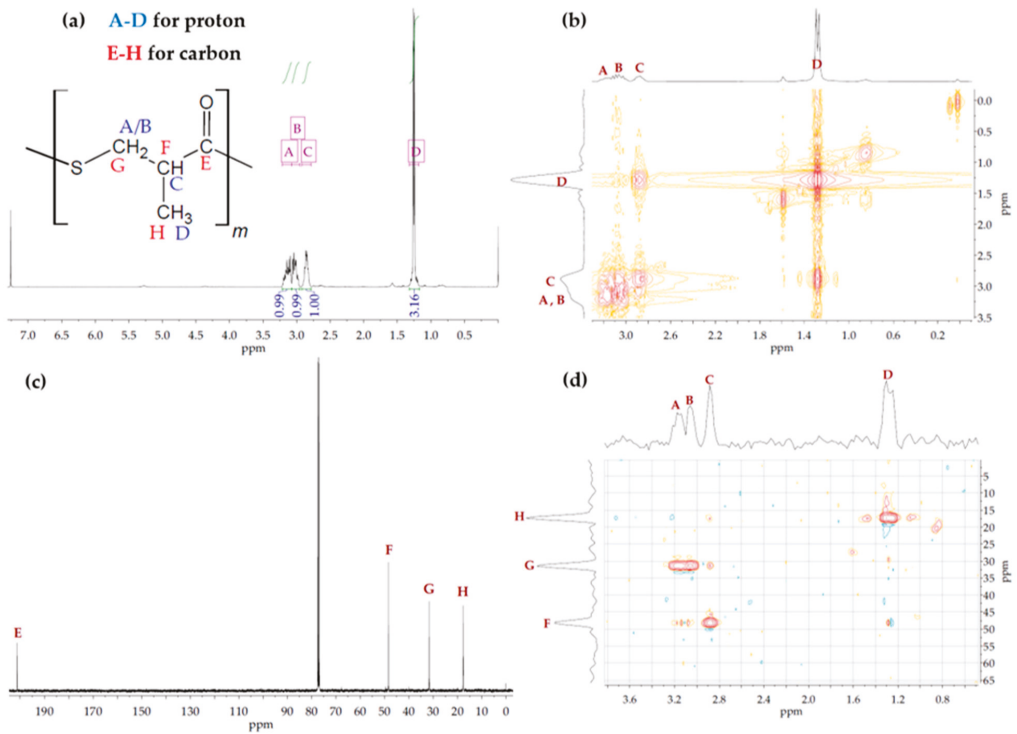 (a) A-D for proton
E-H for carbon
O
A/B
CH2 F C
S G CH E
C
CH3
H D m
B
A C D
0.99 0.99 1.00 3.16
7.0 6.5 6.0 5.5 5.0 4.5 4.0 3.5 3.0 2.5 2.0 1.5 1.0 0.5
ppm
(b)
A B C D
0.0
0.5
1.0
D
1.5
2.0
2.5
C
3.0
A, B
3.5
ppm
3.0 2.6 2.2 1.8 1.4 1.0 0.6 0.2
ppm
(c)
E F G H
190 170 150 130 110 90 80 70 60 50 40 30 20 10 0
ppm
(d)
A B C D
5
10
H 15
20
25
G 30
35
40
45
F 50
55
60
65
ppm
3.6 3.2 2.8 2.4 2.0 1.6 1.2 0.8
ppm